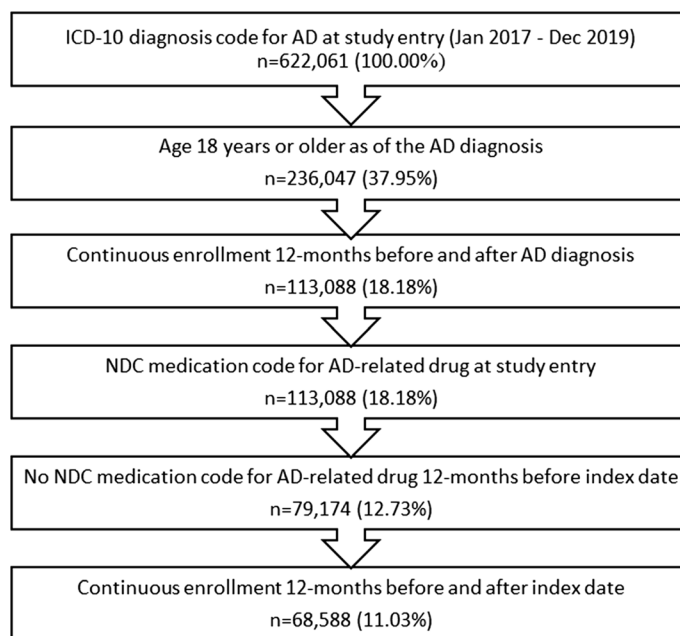 ICD-10 diagnosis code for AD at study entry (Jan 2017 - Dec 2019)
n=622,061 (100.00%)
Age 18 years or older as of the AD diagnosis
n=236,047 (37.95%)
Continuous enrollment 12-months before and after AD diagnosis
n=113,088 (18.18%)
NDC medication code for AD-related drug at study entry
n=113,088 (18.18%)
No NDC medication code for AD-related drug 12-months before index date
n=79,174 (12.73%)
Continuous enrollment 12-months before and after index date
n=68,588 (11.03%)